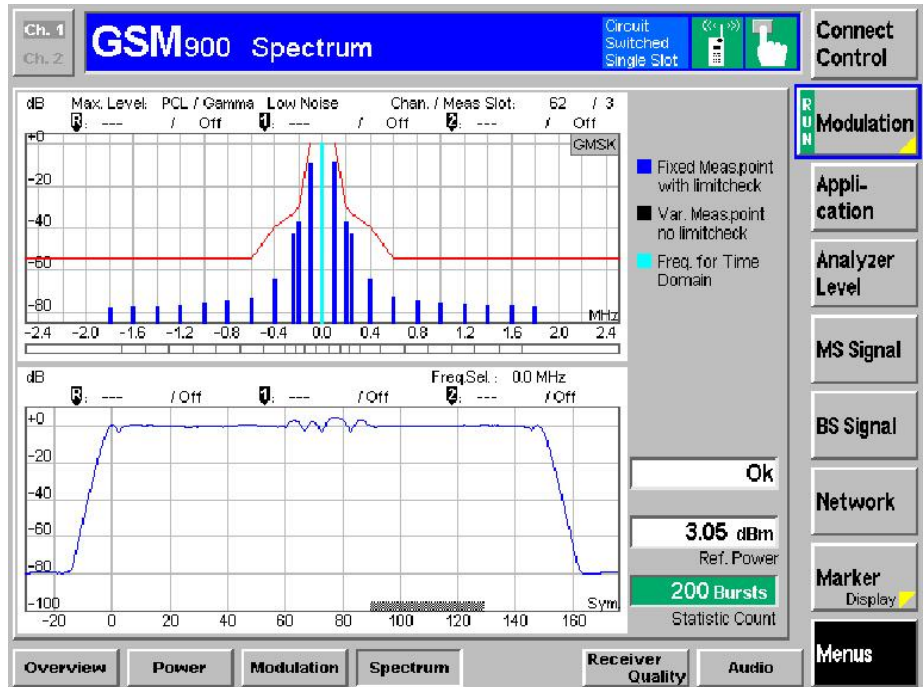 Ch. 1
Ch. 2
GSM900 Spectrum
Circuit
Switched
Single Slot
Connect
Control
dB Max. Level: PCL / Gamma Low Noise Chan. / Meas Slot: 62 / 3
R: --- / Off 1: --- / Off 2: --- / Off
GMSK
+0
-20
-40
-60
-80
MHz
-2.4 -2.0 -1.6 -1.2 -0.8 -0.4 0.0 0.4 0.8 1.2 1.6 2.0 2.4
Fixed Meas.point
with limitcheck
Var. Meas.point
no limitcheck
Freq. for Time
Domain
dB Freq.Sel. : 0.0 MHz
R: --- / Off 1: --- / Off 2: --- / Off
+0
-20
-40
-60
-80
-100
Sym.
-20 0 20 40 60 80 100 120 140 160
Ok
3.05 dBm
Ref. Power
200 Bursts
Statistic Count
RUN
Modulation
Appli-
cation
Analyzer
Level
MS Signal
BS Signal
Network
Marker
Display
Menus
Overview
Power
Modulation
Spectrum
Receiver
Quality
Audio